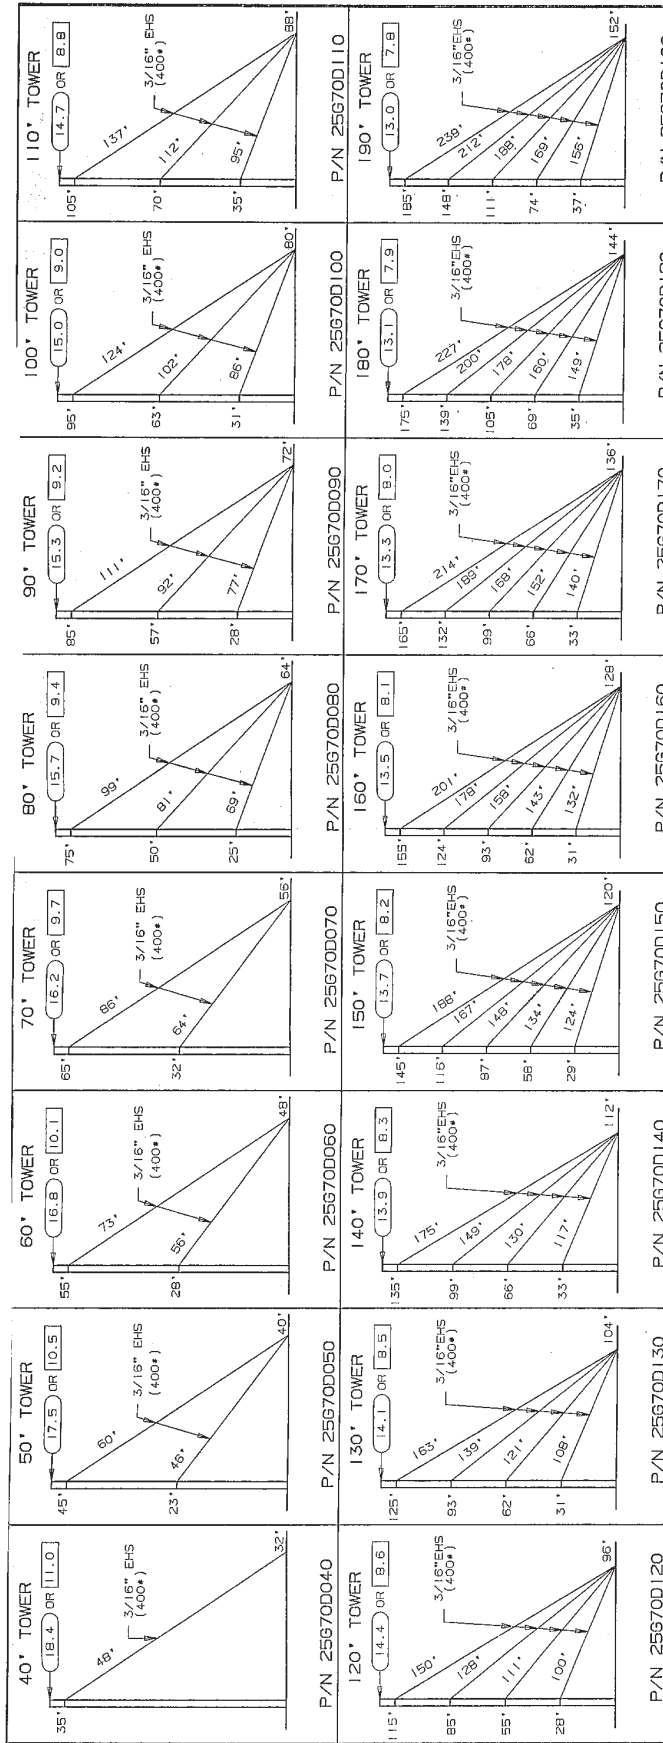 40' TOWER
18.4 OR 11.0
35'
48'
3/16" EHS
(400#)
32'
P/N 25G70D040
50' TOWER
17.5 OR 10.5
45'
23'
60'
46'
3/16" EHS
(400#)
40'
P/N 25G70D050
60' TOWER
16.8 OR 10.1
55'
28'
73'
56'
3/16" EHS
(400#)
48'
P/N 25G70D060
70' TOWER
16.2 OR 9.7
65'
32'
86'
64'
3/16" EHS
(400#)
56'
P/N 25G70D070
80' TOWER
15.7 OR 9.4
75'
50'
25'
99'
81'
69'
3/16" EHS
(400#)
64'
P/N 25G70D080
90' TOWER
15.3 OR 9.2
85'
57'
28'
111'
92'
77'
3/16" EHS
(400#)
72'
P/N 25G70D090
100' TOWER
15.0 OR 9.0
95'
63'
31'
124'
102'
86'
3/16" EHS
(400#)
80'
P/N 25G70D100
110' TOWER
14.7 OR 8.8
105'
70'
35'
137'
112'
95'
3/16" EHS
(400#)
88'
P/N 25G70D110
120' TOWER
14.4 OR 8.6
115'
85'
55'
28'
150'
128'
111'
100'
3/16"EHS
(400#)
96'
P/N 25G70D120
130' TOWER
14.1 OR 8.5
125'
93'
62'
31'
163'
139'
121'
108'
3/16"EHS
(400#)
104'
P/N 25G70D130
140' TOWER
13.9 OR 8.3
135'
99'
66'
33'
175'
149'
130'
117'
3/16"EHS
(400#)
112'
P/N 25G70D140
150' TOWER
13.7 OR 8.2
145'
116'
87'
58'
29'
188'
167'
148'
134'
124'
3/16"EHS
(400#)
120'
P/N 25G70D150
160' TOWER
13.5 OR 8.1
155'
124'
93'
62'
31'
201'
178'
158'
143'
132'
3/16"EHS
(400#)
128'
P/N 25G70D160
170' TOWER
13.3 OR 8.0
165'
132'
99'
66'
33'
214'
189'
168'
152'
140'
3/16"EHS
(400#)
136'
P/N 25G70D170
180' TOWER
13.1 OR 7.9
175'
139'
105'
69'
35'
227'
200'
178'
160'
149'
3/16"EHS
(400#)
144'
190' TOWER
13.0 OR 7.8
185'
148'
111'
74'
37'
239'
212'
188'
169'
156'
3/16"EHS
(400#)
152'